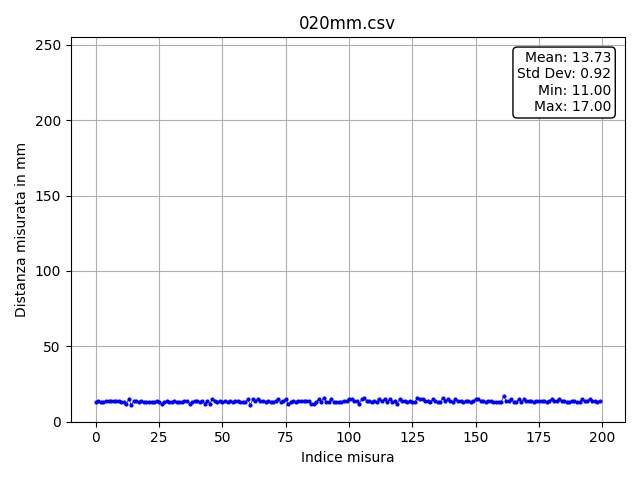 020mm.csv
Mean: 13.73
Std Dev: 0.92
Min: 11.00
Max: 17.00
250
200
150
100
50
0
Distanza misurata in mm
0 25 50 75 100 125 150 175 200
Indice misura